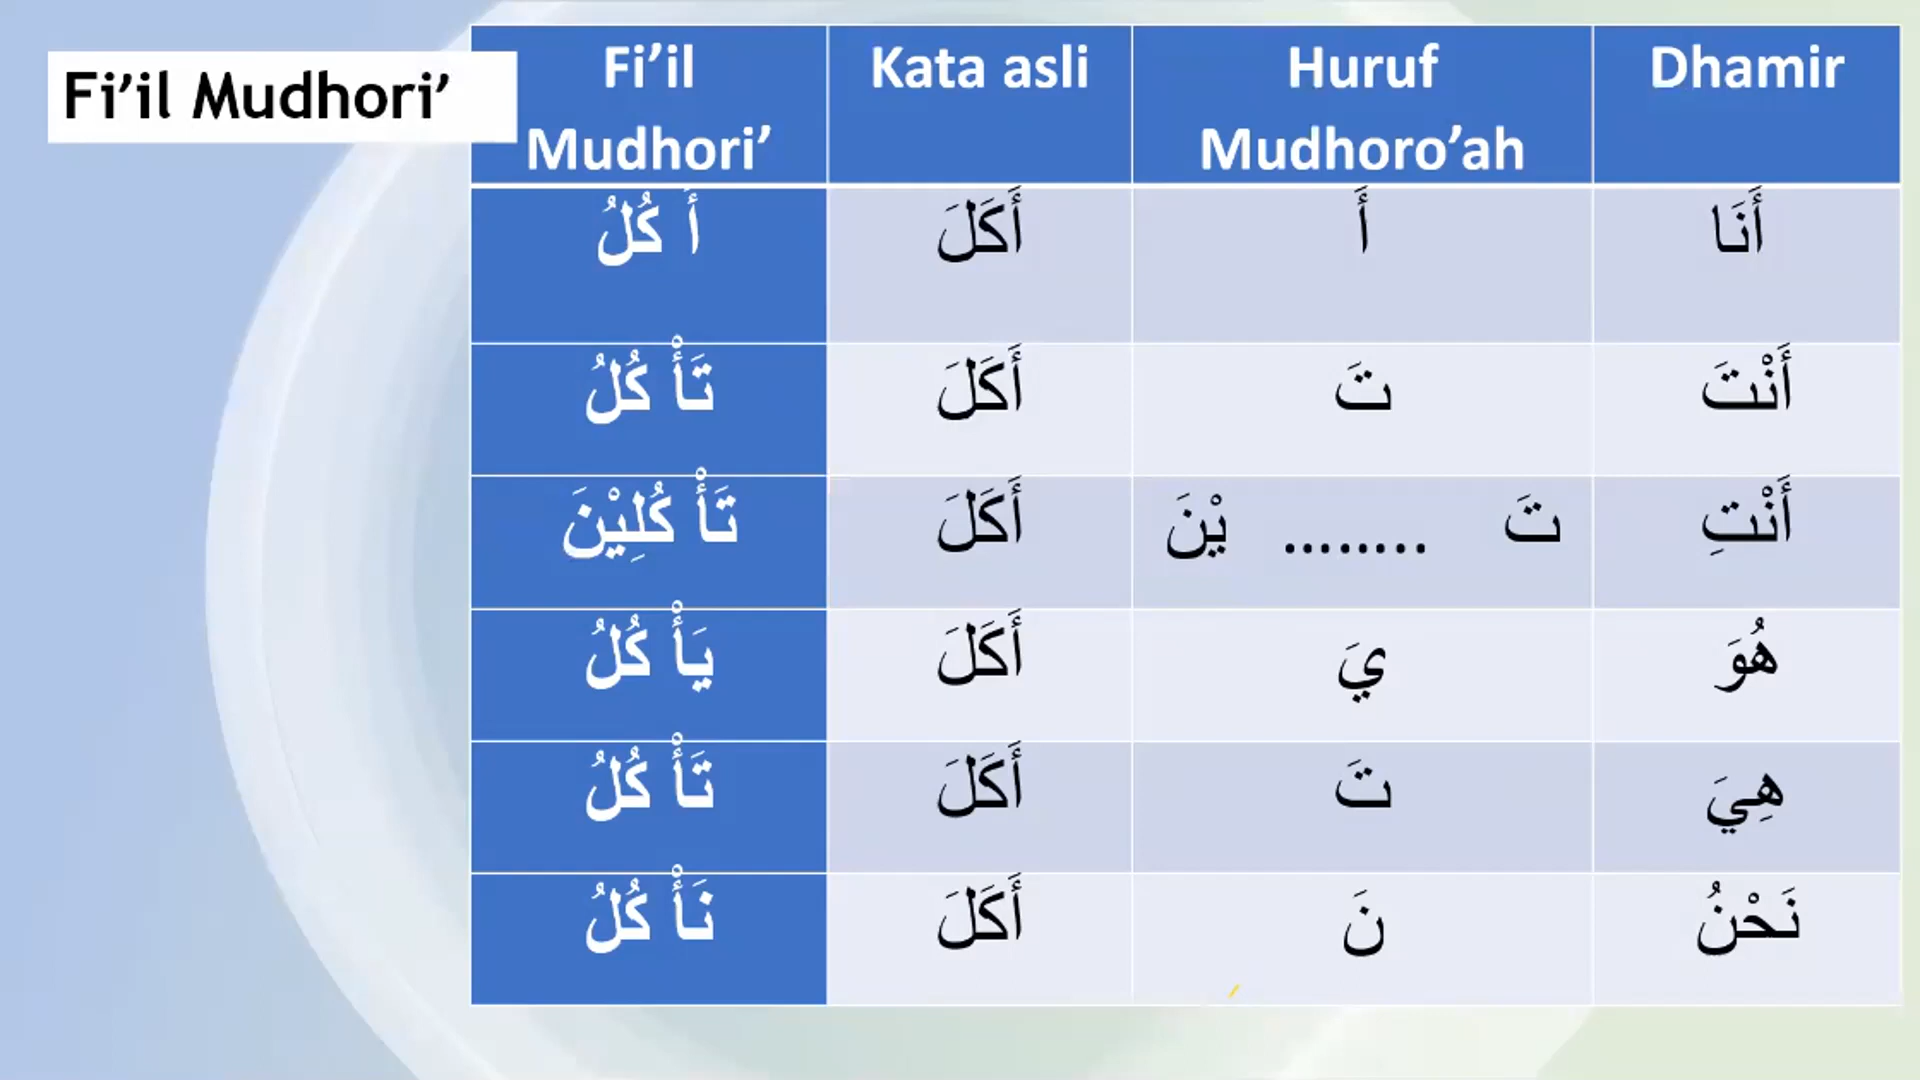 Fi’il Mudhori’
Fi’il Mudhori’ Kata asli Huruf Mudhoro’ah Dhamir
أَ كُلُ أَكَلَ أَ أَنَا
تَأْ كُلُ أَكَلَ تَ أَنْتَ
تَأْ كُلِيْنَ أَكَلَ تَ ........ يْنَ أَنْتِ
يَأْ كُلُ أَكَلَ يَ هُوَ
تَأْ كُلُ أَكَلَ تَ هِيَ
نَأْ كُلُ أَكَلَ نَ نَحْنُ